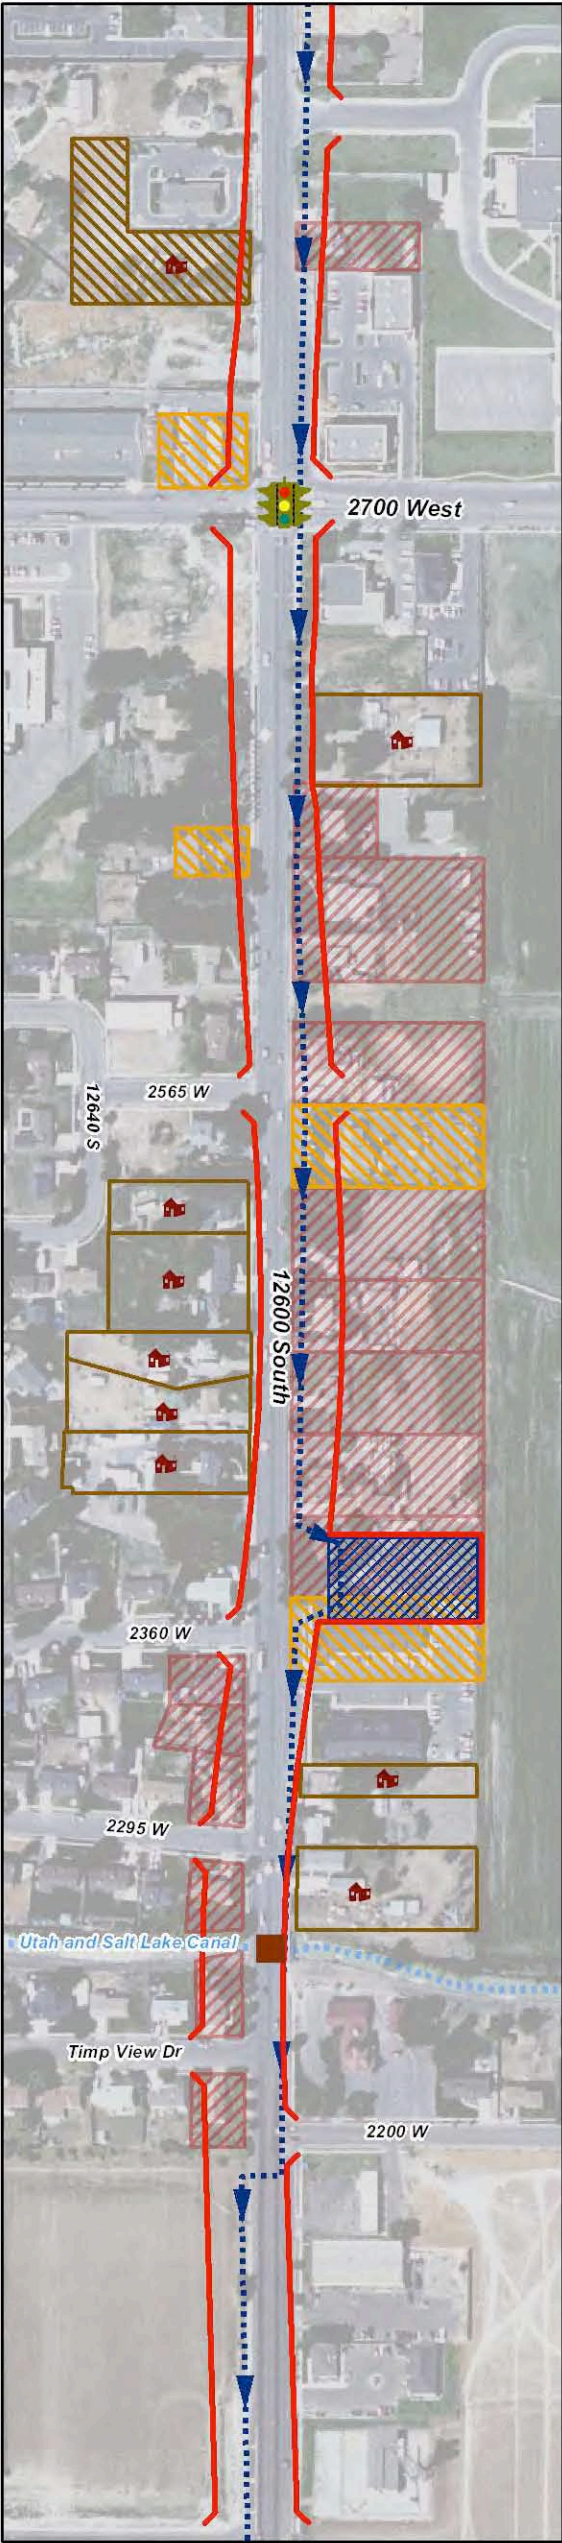 2700 West
2565 W
12640 S
12600 South
2360 W
2295 W
Utah and Salt Lake Canal
Timp View Dr
2200 W